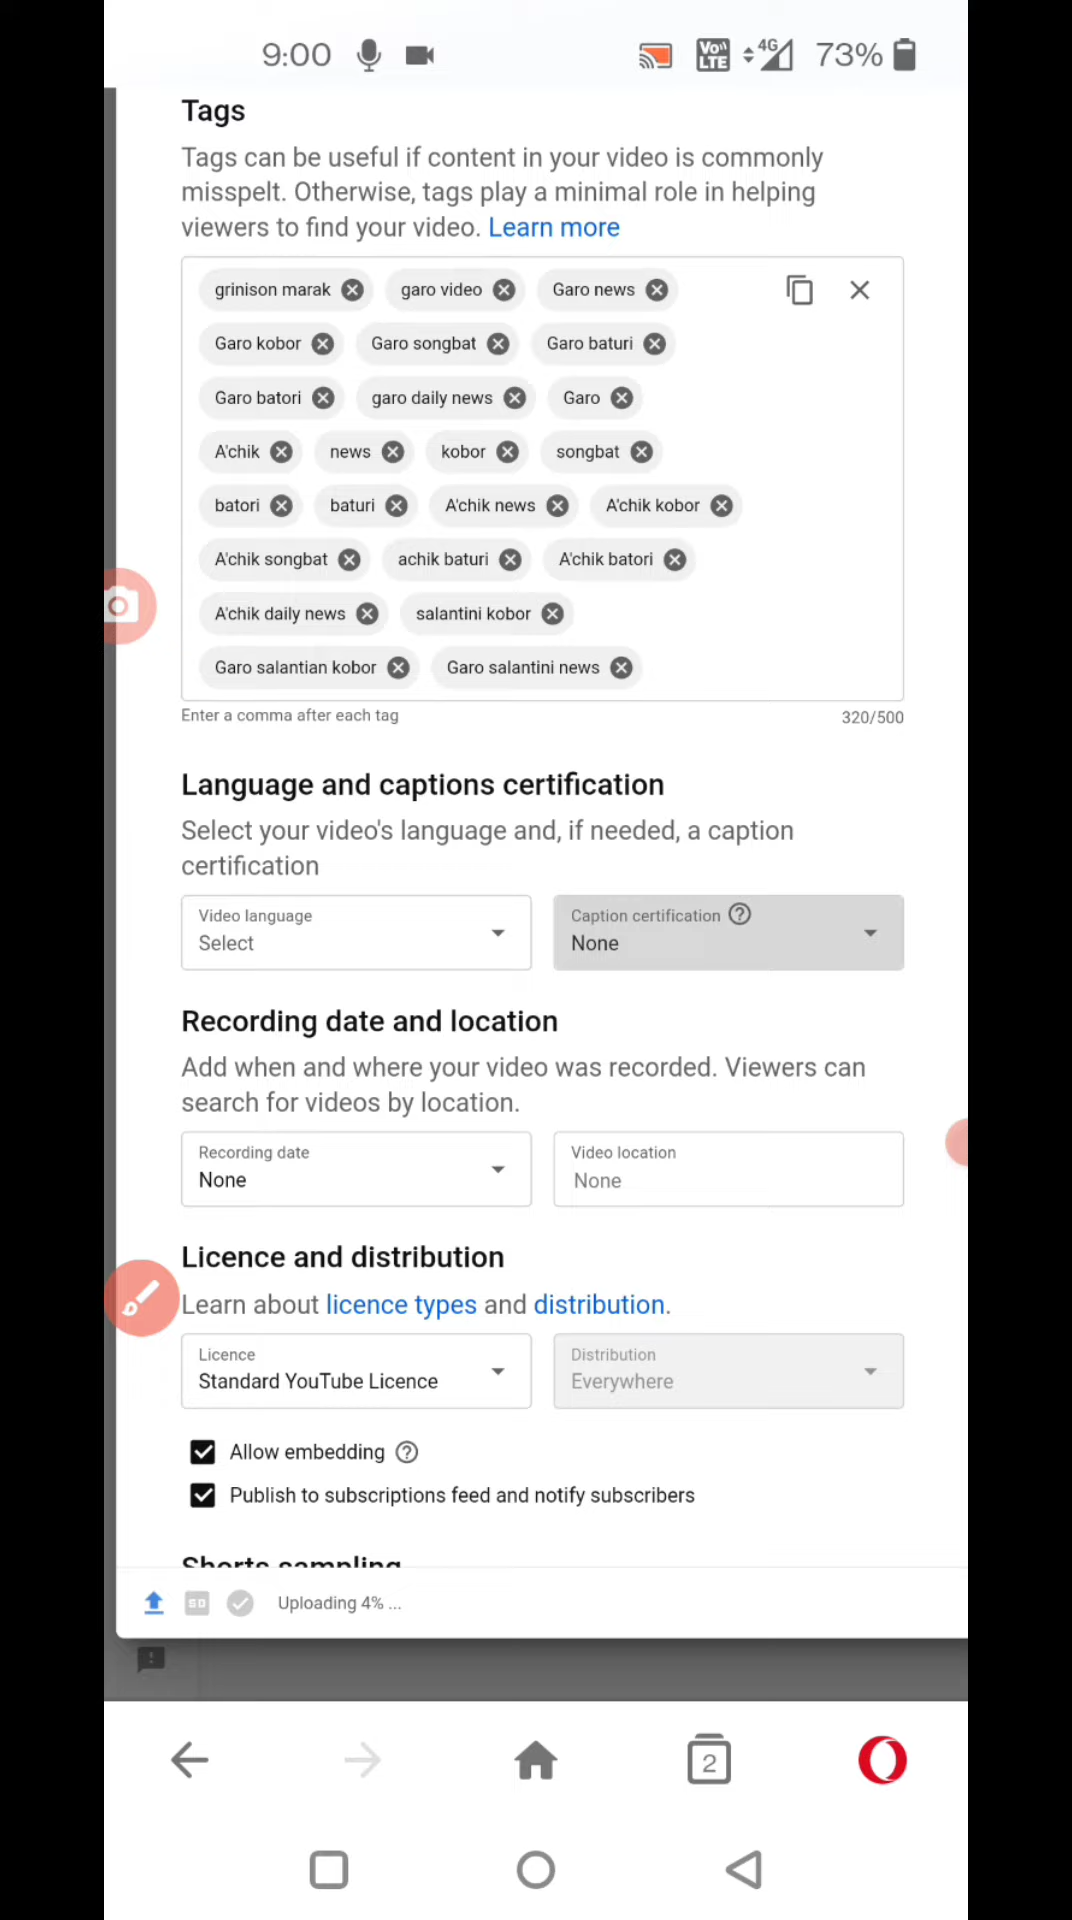 9:00 Vo LTE 4G 73%
Tags
Tags can be useful if content in your video is commonly
misspelt. Otherwise, tags play a minimal role in helping
viewers to find your video. Learn more
grinison marak garo video Garo news
Garo kobor Garo songbat Garo baturi
Garo batori garo daily news Garo
A'chik news kobor songbat
batori baturi A'chik news A'chik kobor
A'chik songbat achik baturi A'chik batori
A'chik daily news salantini kobor
Garo salantian kobor Garo salantini news
Enter a comma after each tag 320/500
Language and captions certification
Select your video's language and, if needed, a caption
certification
Video language Caption certification
Select None
Recording date and location
Add when and where your video was recorded. Viewers can
search for videos by location.
Recording date Video location
None None
Licence and distribution
Learn about licence types and distribution.
Licence Distribution
Standard YouTube Licence Everywhere
Allow embedding
Publish to subscriptions feed and notify subscribers
Shorts sampling
SD Uploading 4% ...
2